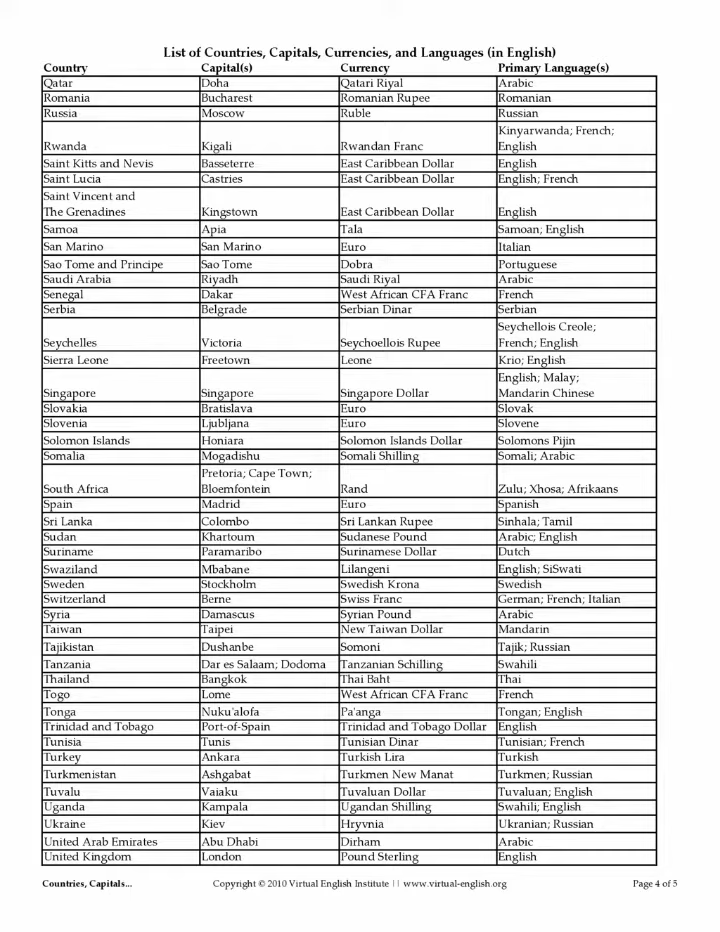 List of Countries, Capitals, Currencies, and Languages (in English)
Country Capital(s) Currency Primary Language(s)
Qatar Doha Qatari Riyal Arabic
Romania Bucharest Romanian Rupee Romanian
Russia Moscow Ruble Russian
Kinyarwanda; French;
Rwanda Kigali Rwandan Franc English
Saint Kitts and Nevis Basseterre East Caribbean Dollar English
Saint Lucia Castries East Caribbean Dollar English; French
Saint Vincent and
The Grenadines Kingstown East Caribbean Dollar English
Samoa Apia Tala Samoan; English
San Marino San Marino Euro Italian
Sao Tome and Principe Sao Tome Dobra Portuguese
Saudi Arabia Riyadh Saudi Riyal Arabic
Senegal Dakar West African CFA Franc French
Serbia Belgrade Serbian Dinar Serbian
Seychellois Creole;
Seychelles Victoria Seychoellois Rupee French; English
Sierra Leone Freetown Leone Krio; English
English; Malay;
Singapore Singapore Singapore Dollar Mandarin Chinese
Slovakia Bratislava Euro Slovak
Slovenia Ljubljana Euro Slovene
Solomon Islands Honiara Solomon Islands Dollar Solomons Pijin
Somalia Mogadishu Somali Shilling Somali; Arabic
Pretoria; Cape Town;
South Africa Bloemfontein Rand Zulu; Xhosa; Afrikaans
Spain Madrid Euro Spanish
Sri Lanka Colombo Sri Lankan Rupee Sinhala; Tamil
Sudan Khartoum Sudanese Pound Arabic; English
Suriname Paramaribo Surinamese Dollar Dutch
Swaziland Mbabane Lilangeni English; SiSwati
Sweden Stockholm Swedish Krona Swedish
Switzerland Berne Swiss Franc German; French; Italian
Syria Damascus Syrian Pound Arabic
Taiwan Taipei New Taiwan Dollar Mandarin
Tajikistan Dushanbe Somoni Tajik; Russian
Tanzania Dar es Salaam; Dodoma Tanzanian Schilling Swahili
Thailand Bangkok Thai Baht Thai
Togo Lome West African CFA Franc French
Tonga Nuku'alofa Pa'anga Tongan; English
Trinidad and Tobago Port-of-Spain Trinidad and Tobago Dollar English
Tunisia Tunis Tunisian Dinar Tunisian; French
Turkey Ankara Turkish Lira Turkish
Turkmenistan Ashgabat Turkmen New Manat Turkmen; Russian
Tuvalu Vaiaku Tuvaluan Dollar Tuvaluan; English
Uganda Kampala Ugandan Shilling Swahili; English
Ukraine Kiev Hryvnia Ukranian; Russian
United Arab Emirates Abu Dhabi Dirham Arabic
United Kingdom London Pound Sterling English
Countries, Capitals... Copyright © 2010 Virtual English Institute || www.virtual-english.org Page 4 of 5